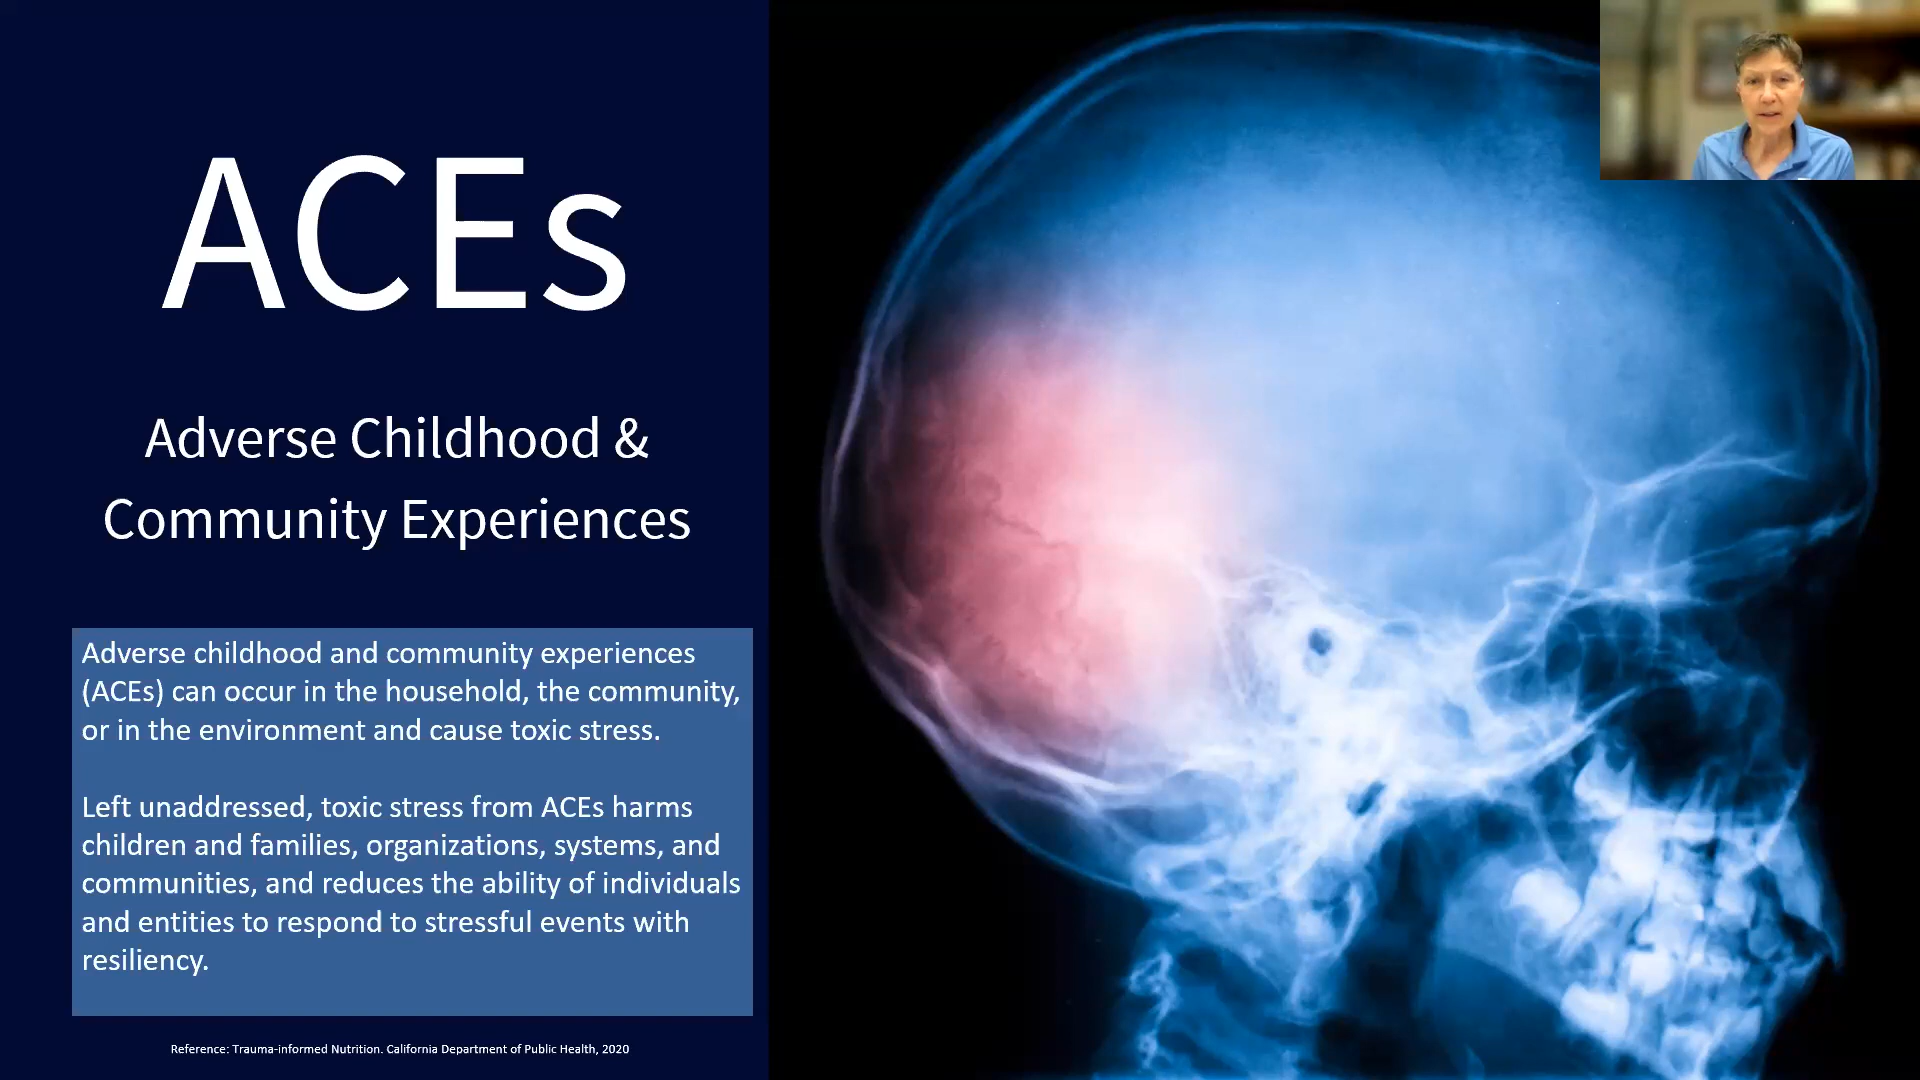 ACEs
Adverse Childhood &
Community Experiences
Adverse childhood and community experiences
(ACEs) can occur in the household, the community,
or in the environment and cause toxic stress.
Left unaddressed, toxic stress from ACEs harms
children and families, organizations, systems, and
communities, and reduces the ability of individuals
and entities to respond to stressful events with
resiliency.
Reference: Trauma-informed Nutrition. California Department of Public Health, 2020